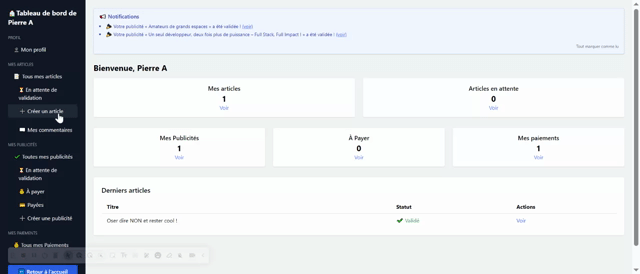 Tableau de bord de
Pierre A
PROFIL
Mon profil
MES ARTICLES
Tous mes articles
En attente de
validation
Créer un article
Mes commentaires
MES PUBLICITÉS
Toutes mes publicités
En attente de
validation
À payer
Payées
Créer une publicité
MES PAIEMENTS
Tous mes Paiements
Retour à l'accueil
Notifications
Votre publicité « Amateurs de grands espaces » a été validée ! (voir)
Votre publicité « Un seul développeur, deux fois plus de puissance – Full Stack, Full Impact ! » a été validée ! (voir)
Tout marquer comme lu
Bienvenue, Pierre A
Mes articles
1
Voir
Articles en attente
0
Voir
Mes Publicités
1
Voir
À Payer
0
Voir
Mes paiements
1
Voir
Derniers articles
Titre Statut Actions
Oser dire NON et rester cool ! Validé Voir